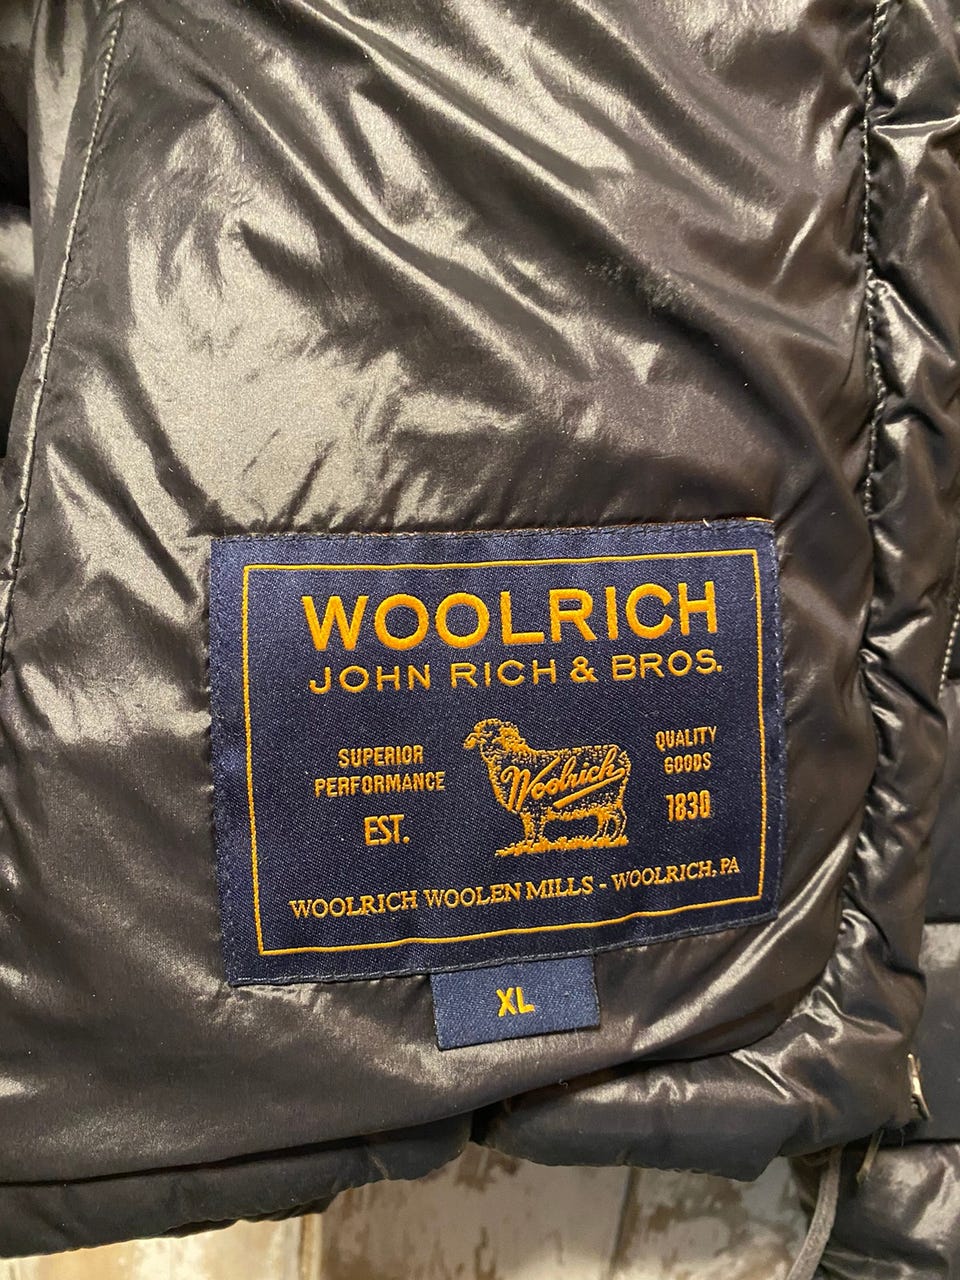 WOOLRICH
JOHN RICH & BROS.
SUPERIOR
PERFORMANCE
EST.
Woolrich
QUALITY
GOODS
1830
WOOLRICH WOOLEN MILLS - WOOLRICH, PA
XL